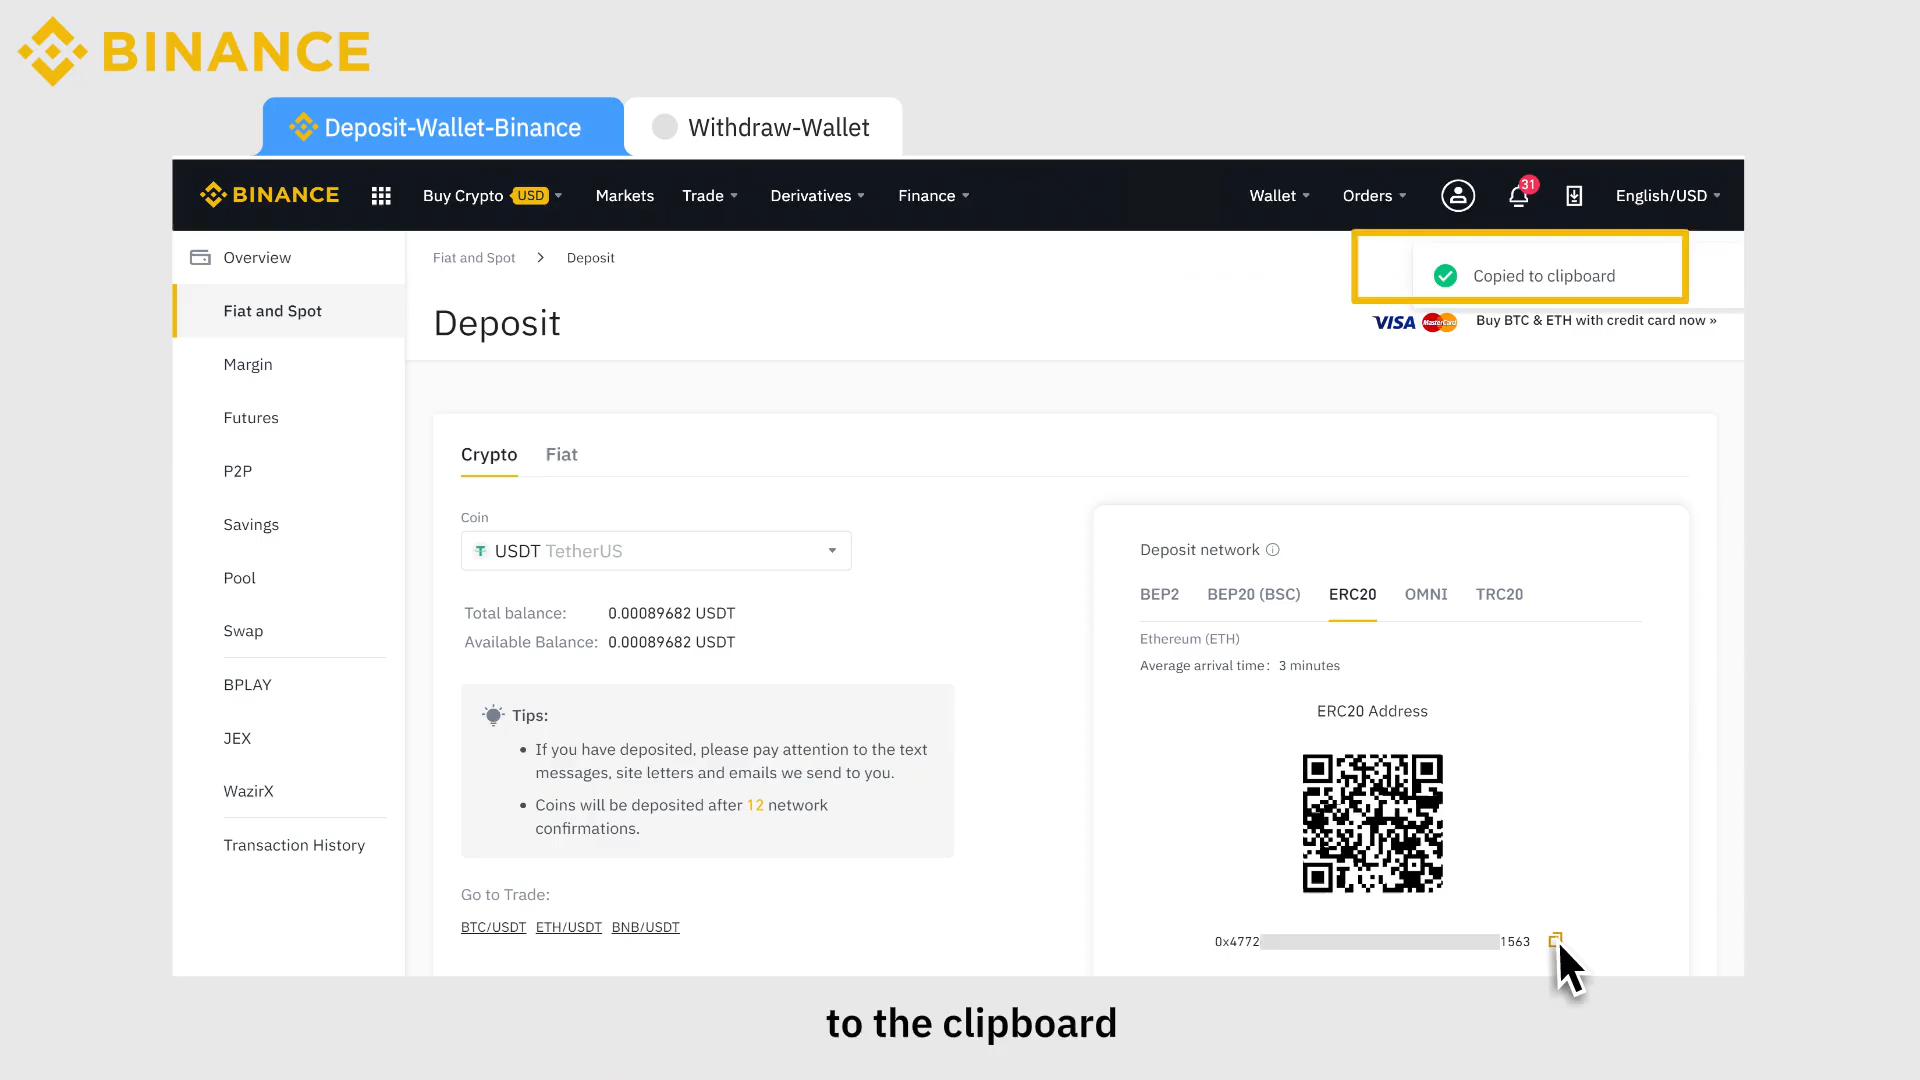 BINANCE
Deposit-Wallet-Binance
Withdraw-Wallet
BINANCE
Buy Crypto USD
Markets
Trade
Derivatives
Finance
Wallet
Orders
31
English/USD
Overview
Fiat and Spot
Margin
Futures
P2P
Savings
Pool
Swap
BPLAY
JEX
WazirX
Transaction History
Fiat and Spot > Deposit
Copied to clipboard
Deposit
VISA MasterCard Buy BTC & ETH with credit card now »
Crypto Fiat
Coin
USDT TetherUS
Total balance: 0.00089682 USDT
Available Balance: 0.00089682 USDT
Tips:
• If you have deposited, please pay attention to the text
messages, site letters and emails we send to you.
• Coins will be deposited after 12 network
confirmations.
Go to Trade:
BTC/USDT ETH/USDT BNB/USDT
Deposit network
BEP2 BEP20 (BSC) ERC20 OMNI TRC20
Ethereum (ETH)
Average arrival time: 3 minutes
ERC20 Address
0x4772 1563
to the clipboard